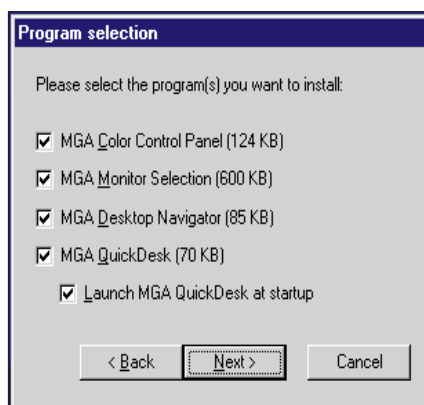 Program selection
Please select the program(s) you want to install:
MGA Color Control Panel (124 KB)
MGA Monitor Selection (600 KB)
MGA Desktop Navigator (85 KB)
MGA QuickDesk (70 KB)
Launch MGA QuickDesk at startup
< Back Next > Cancel